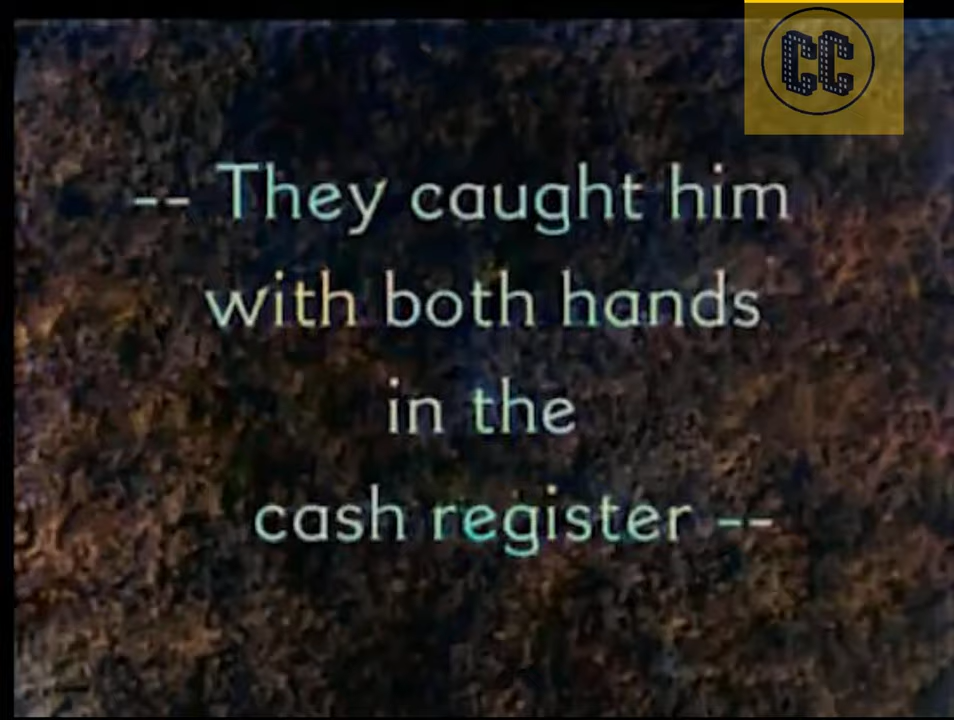 CC
-- They caught him
with both hands
in the
cash register --